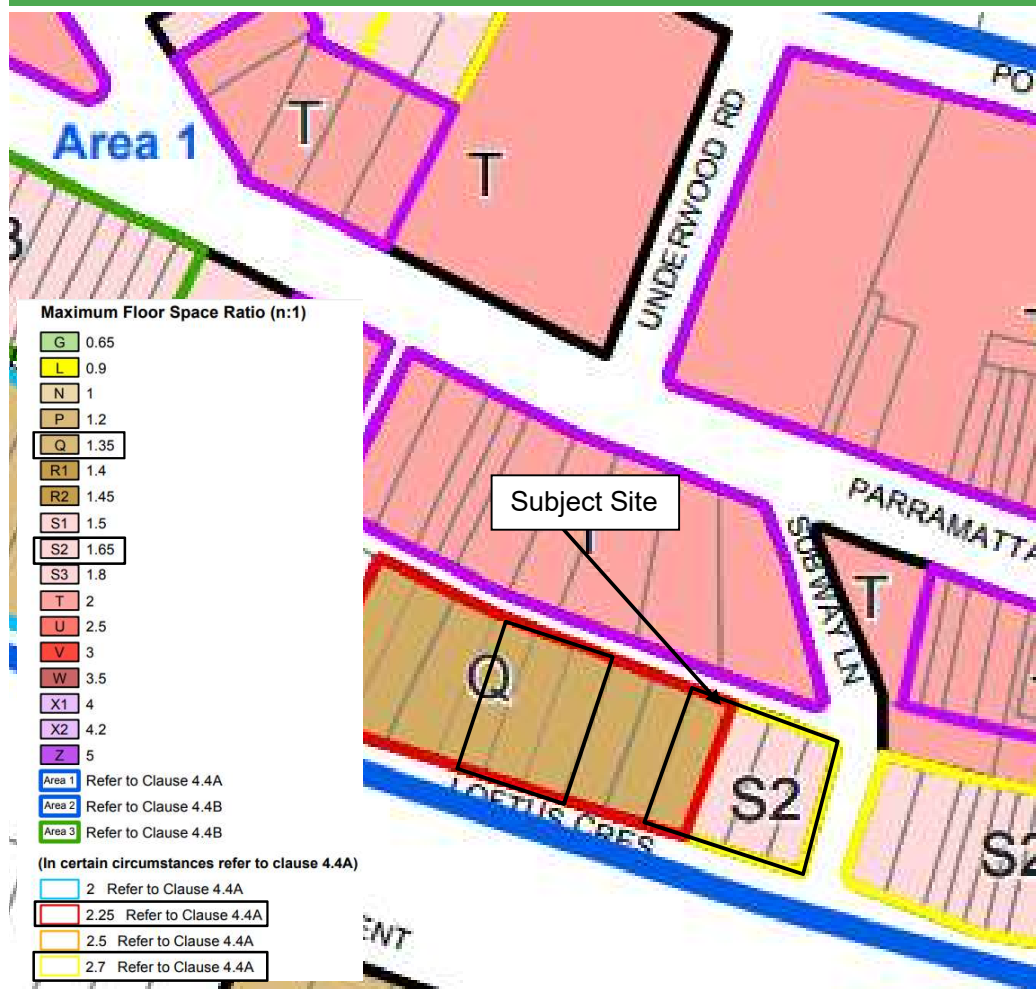 PO
Area 1
T
T
UNDERWOOD RD
Maximum Floor Space Ratio (n:1)
G 0.65
L 0.9
N 1
P 1.2
Q 1.35
R1 1.4
R2 1.45
S1 1.5
S2 1.65
S3 1.8
T 2
U 2.5
V 3
W 3.5
X1 4
X2 4.2
Z 5
Area 1 Refer to Clause 4.4A
Area 2 Refer to Clause 4.4B
Area 3 Refer to Clause 4.4B
(In certain circumstances refer to clause 4.4A)
2 Refer to Clause 4.4A
2.25 Refer to Clause 4.4A
2.5 Refer to Clause 4.4A
2.7 Refer to Clause 4.4A
Subject Site
PARRAMATTA
SUBWAY LN
T
Q
S2
S2
LOFTUS CRES
ENT